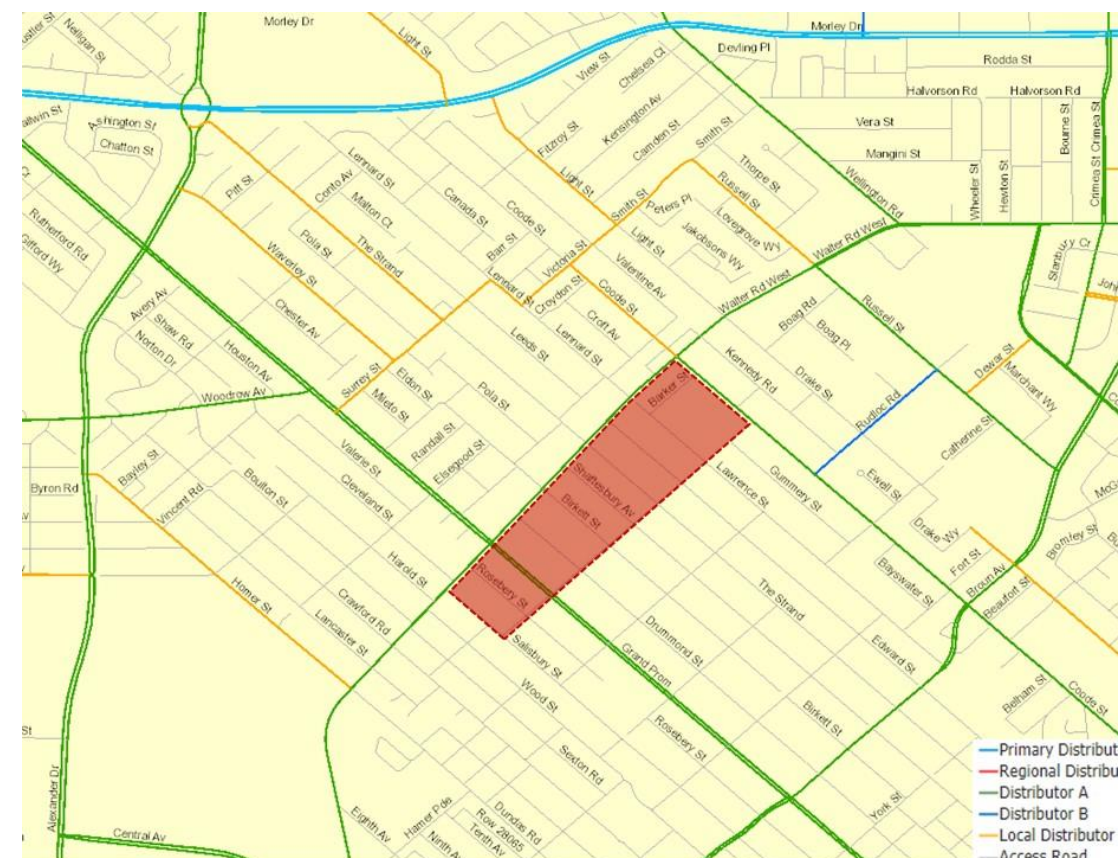 Morley Dr
Morley Dr
Nelligan St
Light St
Devling Pl
View St
Chelsea Ct
Rodda St
Kensington Av
Halvorson Rd
Halvorson Rd
Ashington St
Chatton St
Fitzroy St
Camden St
Smith St
Vera St
Bourne St
Crimea St
Crimea St
Lennard St
Mangini St
Pitt St
Conto Av
Malton Ct
Light St
Thorpe St
Wellington Rd
Wheeler St
Hewton St
Canada St
Coode St
Smith St
Russell St
Peters Pl
Lovegrove Wy
Rutherford Rd
Gifford Wy
Pola St
The Strand
Barr St
Victoria St
Light St
Jakobsons Wy
Walter Rd West
Stanbury Cr
Waverley St
Lennard St
Croydon St
Valentine Av
Coode St
Walter Rd West
Avery Av
Shaw Rd
Norton Dr
Chester Av
Houston Av
Leeds St
Lennard St
Croft Av
Boag Rd
Boag Pl
Russell St
Woodrow Av
Surrey St
Eldon St
Mileto St
Pola St
Barker St
Kennedy Rd
Drake St
Dewar St
Marchant Wy
Rudloc Rd
Randall St
Elsegood St
Valerie St
Cleveland St
Shaftesbury Av
Birkett St
Lawrence St
Gummery St
Catherine St
Byron Rd
Bayley St
Vincent Rd
Boulton St
Ewell St
Drake Wy
Fort St
Bromley St
Harold St
Rosebery St
Homer St
Crawford Rd
Lancaster St
Bayswater St
Broun Av
Beaufort St
The Strand
Salisbury St
Drummond St
Grand Prom
Edward St
Wood St
Birkett St
Belham St
Coode St
Rosebery St
Sexton Rd
Alexander Dr
Central Av
Eighth Av
Hamer Pde
Ninth Av
Row 28065
Tenth Av
Dundas Rd
York St
Primary Distribut
Regional Distribu
Distributor A
Distributor B
Local Distributor
Access Road